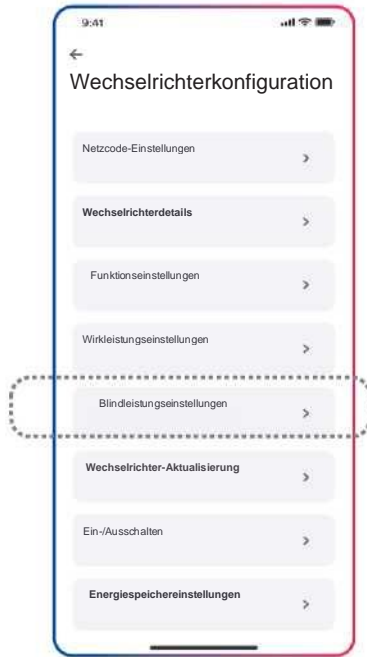 9:41
Wechselrichterkonfiguration
Netzcode-Einstellungen
Wechselrichterdetails
Funktionseinstellungen
Wirkleistungseinstellungen
Blindleistungseinstellungen
Wechselrichter-Aktualisierung
Ein-/Ausschalten
Energiespeichereinstellungen